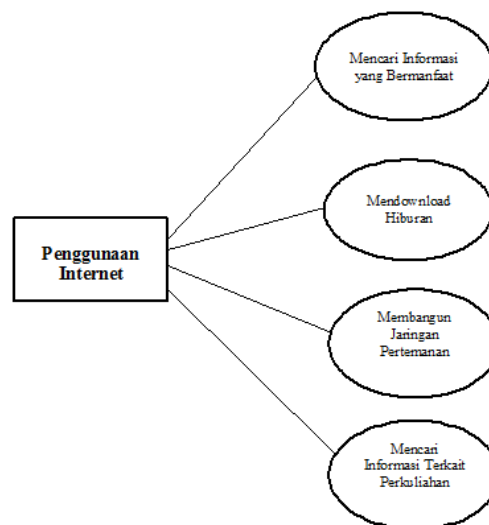 Mencari Informasi
yang Bermanfaat
Mendownload
Hiburan
Penggunaan
Internet
Membangun
Jaringan
Pertemanan
Mencari
Informasi Terkait
Perkuliahan